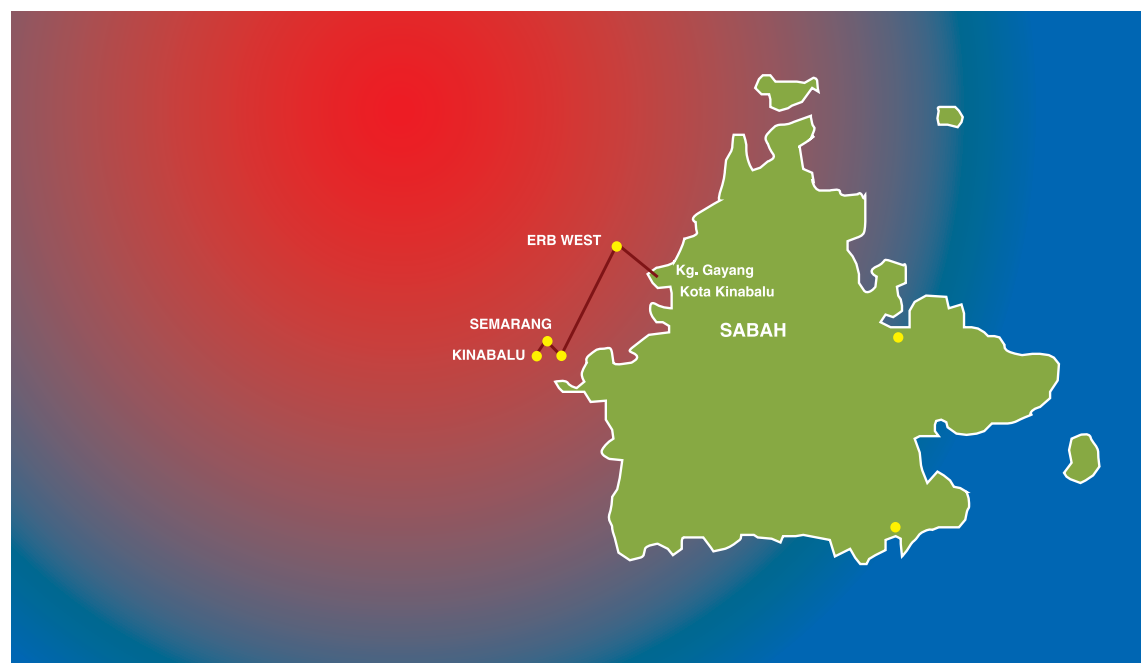 ERB WEST
Kg. Gayang
Kota Kinabalu
SEMARANG
SABAH
KINABALU